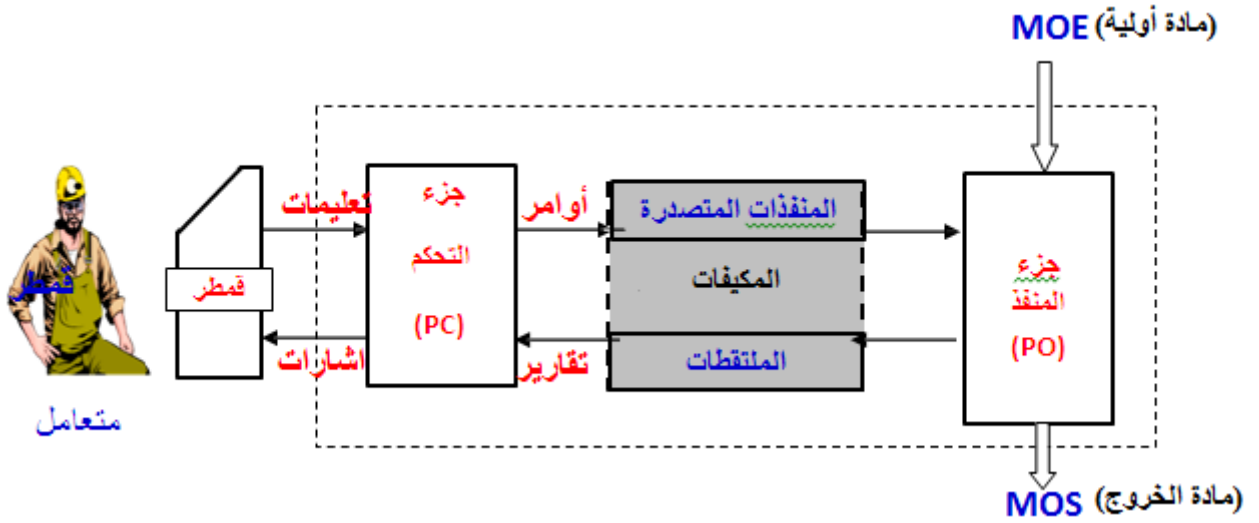 MOE (مادة أولية)
جزء
التحكم
(PC)
تعليمات
أوامر
المنفذات المتصدرة
المكيفات
الملتقطات
جزء
المنفذ
(PO)
قمطر
قمطر
اشارات
تقارير
متعامل
MOS (مادة الخروج)